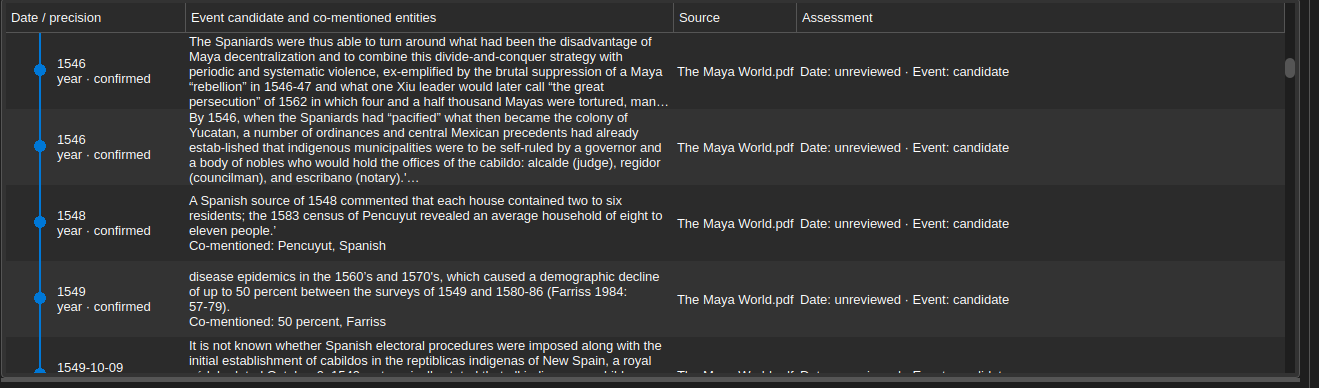 Date / precision
Event candidate and co-mentioned entities
Source
Assessment
1546
year · confirmed
The Spaniards were thus able to turn around what had been the disadvantage of
Maya decentralization and to combine this divide-and-conquer strategy with
periodic and systematic violence, ex-emplified by the brutal suppression of a Maya
“rebellion” in 1546-47 and what one Xiu leader would later call “the great
persecution” of 1562 in which four and a half thousand Mayas were tortured, man…
The Maya World.pdf
Date: unreviewed · Event: candidate
1546
year · confirmed
By 1546, when the Spaniards had “pacified” what then became the colony of
Yucatan, a number of ordinances and central Mexican precedents had already
estab-lished that indigenous municipalities were to be self-ruled by a governor and
a body of nobles who would hold the offices of the cabildo: alcalde (judge), regidor
(councilman), and escribano (notary).’…
The Maya World.pdf
Date: unreviewed · Event: candidate
1548
year · confirmed
A Spanish source of 1548 commented that each house contained two to six
residents; the 1583 census of Pencuyut revealed an average household of eight to
eleven people.’
Co-mentioned: Pencuyut, Spanish
The Maya World.pdf
Date: unreviewed · Event: candidate
1549
year · confirmed
disease epidemics in the 1560’s and 1570's, which caused a demographic decline
of up to 50 percent between the surveys of 1549 and 1580-86 (Farriss 1984:
57-79).
Co-mentioned: 50 percent, Farriss
The Maya World.pdf
Date: unreviewed · Event: candidate
1549-10-09
It is not known whether Spanish electoral procedures were imposed along with the
initial establishment of cabildos in the reptiblicas indigenas of New Spain, a royal